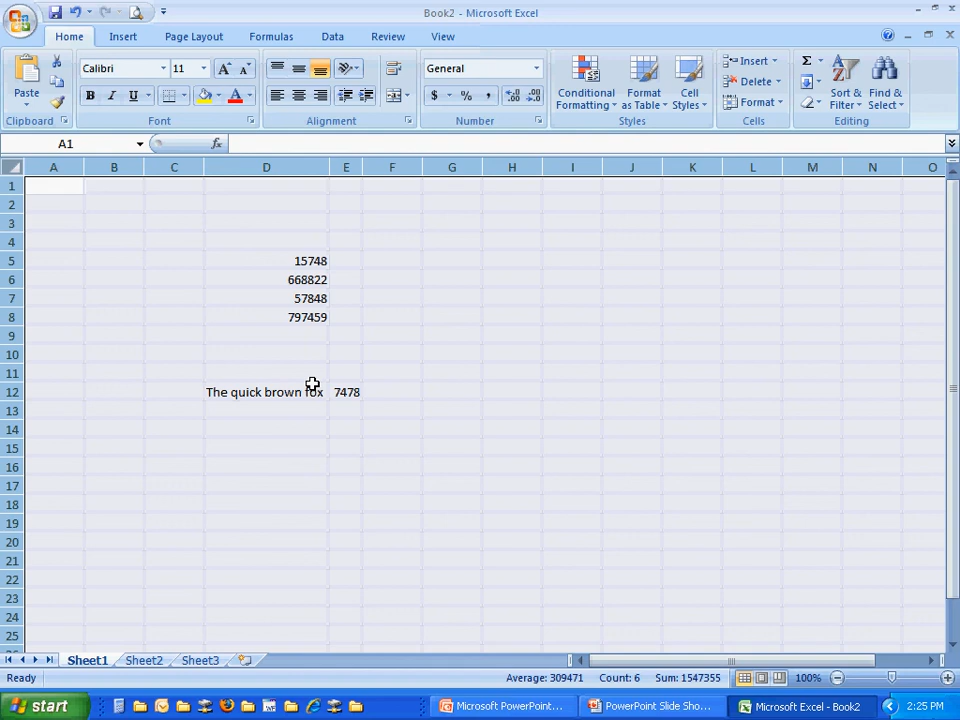 Book2 - Microsoft Excel
Home Insert Page Layout Formulas Data Review View
Paste
Clipboard
Calibri 11
B I U
Font
Alignment
General
$ % ,
Number
Conditional Formatting
Format as Table
Cell Styles
Styles
Insert
Delete
Format
Cells
Σ
Sort & Filter
Find & Select
Editing
A1 fx
A B C D E F G H I J K L M N O
1
2
3
4
5 15748
6 668822
7 57848
8 797459
9
10
11
12 The quick brown fox 7478
13
14
15
16
17
18
19
20
21
22
23
24
25
Sheet1 Sheet2 Sheet3
Ready Average: 309471 Count: 6 Sum: 1547355 100%
start Microsoft PowerPoint... PowerPoint Slide Sho... Microsoft Excel - Book2 2:25 PM